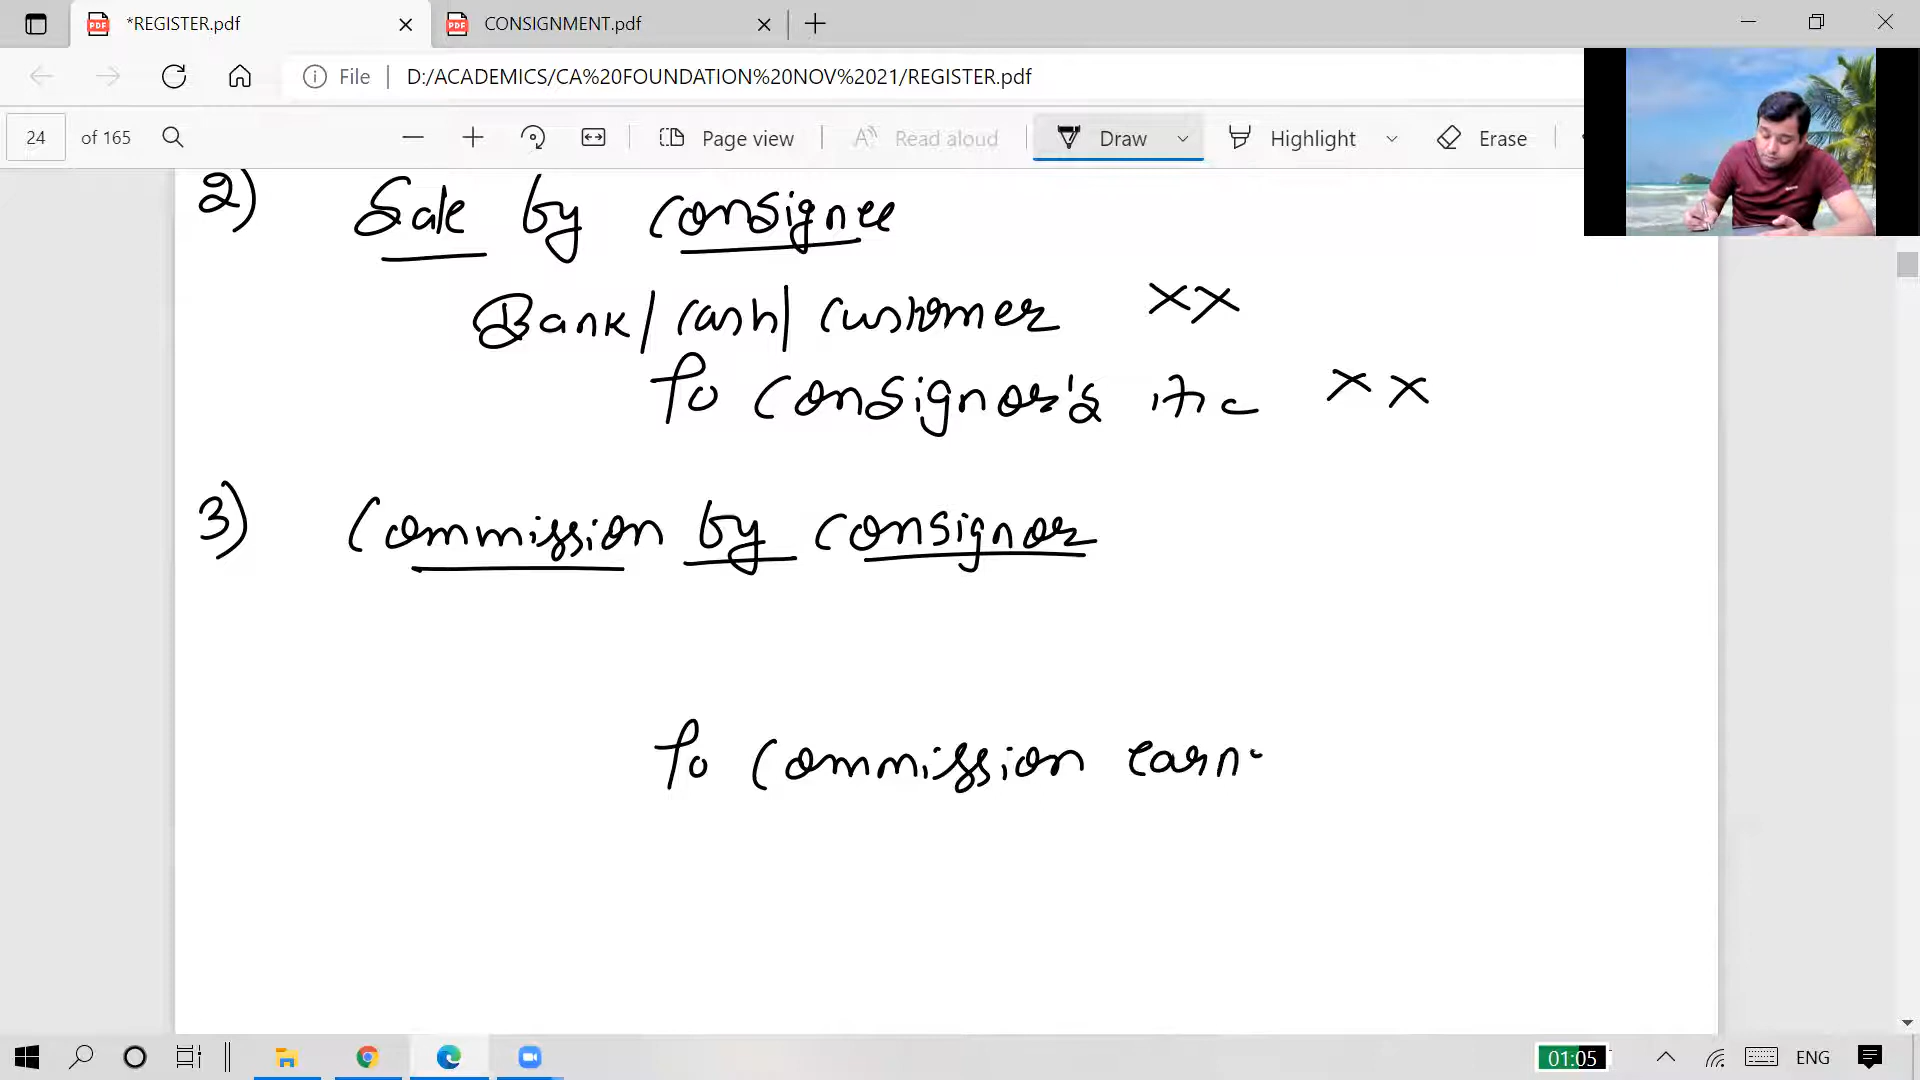 *REGISTER.pdf
CONSIGNMENT.pdf
File
D:/ACADEMICS/CA%20FOUNDATION%20NOV%2021/REGISTER.pdf
24 of 165
Page view
Read aloud
Draw
Highlight
Erase
2) Sale by consignee
Bank/cash/customer xx
To consignor's xx
3) Commission by consignor
To commission earn
01:05
ENG